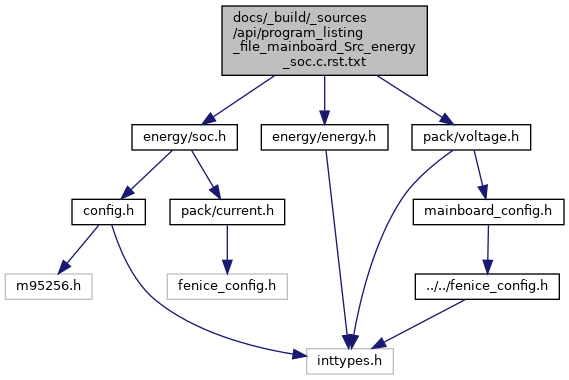 docs/_build/_sources
/api/program_listing
_file_mainboard_Src_energy
_soc.c.rst.txt
energy/soc.h
energy/energy.h
pack/voltage.h
config.h
pack/current.h
mainboard_config.h
m95256.h
fenice_config.h
../../fenice_config.h
inttypes.h